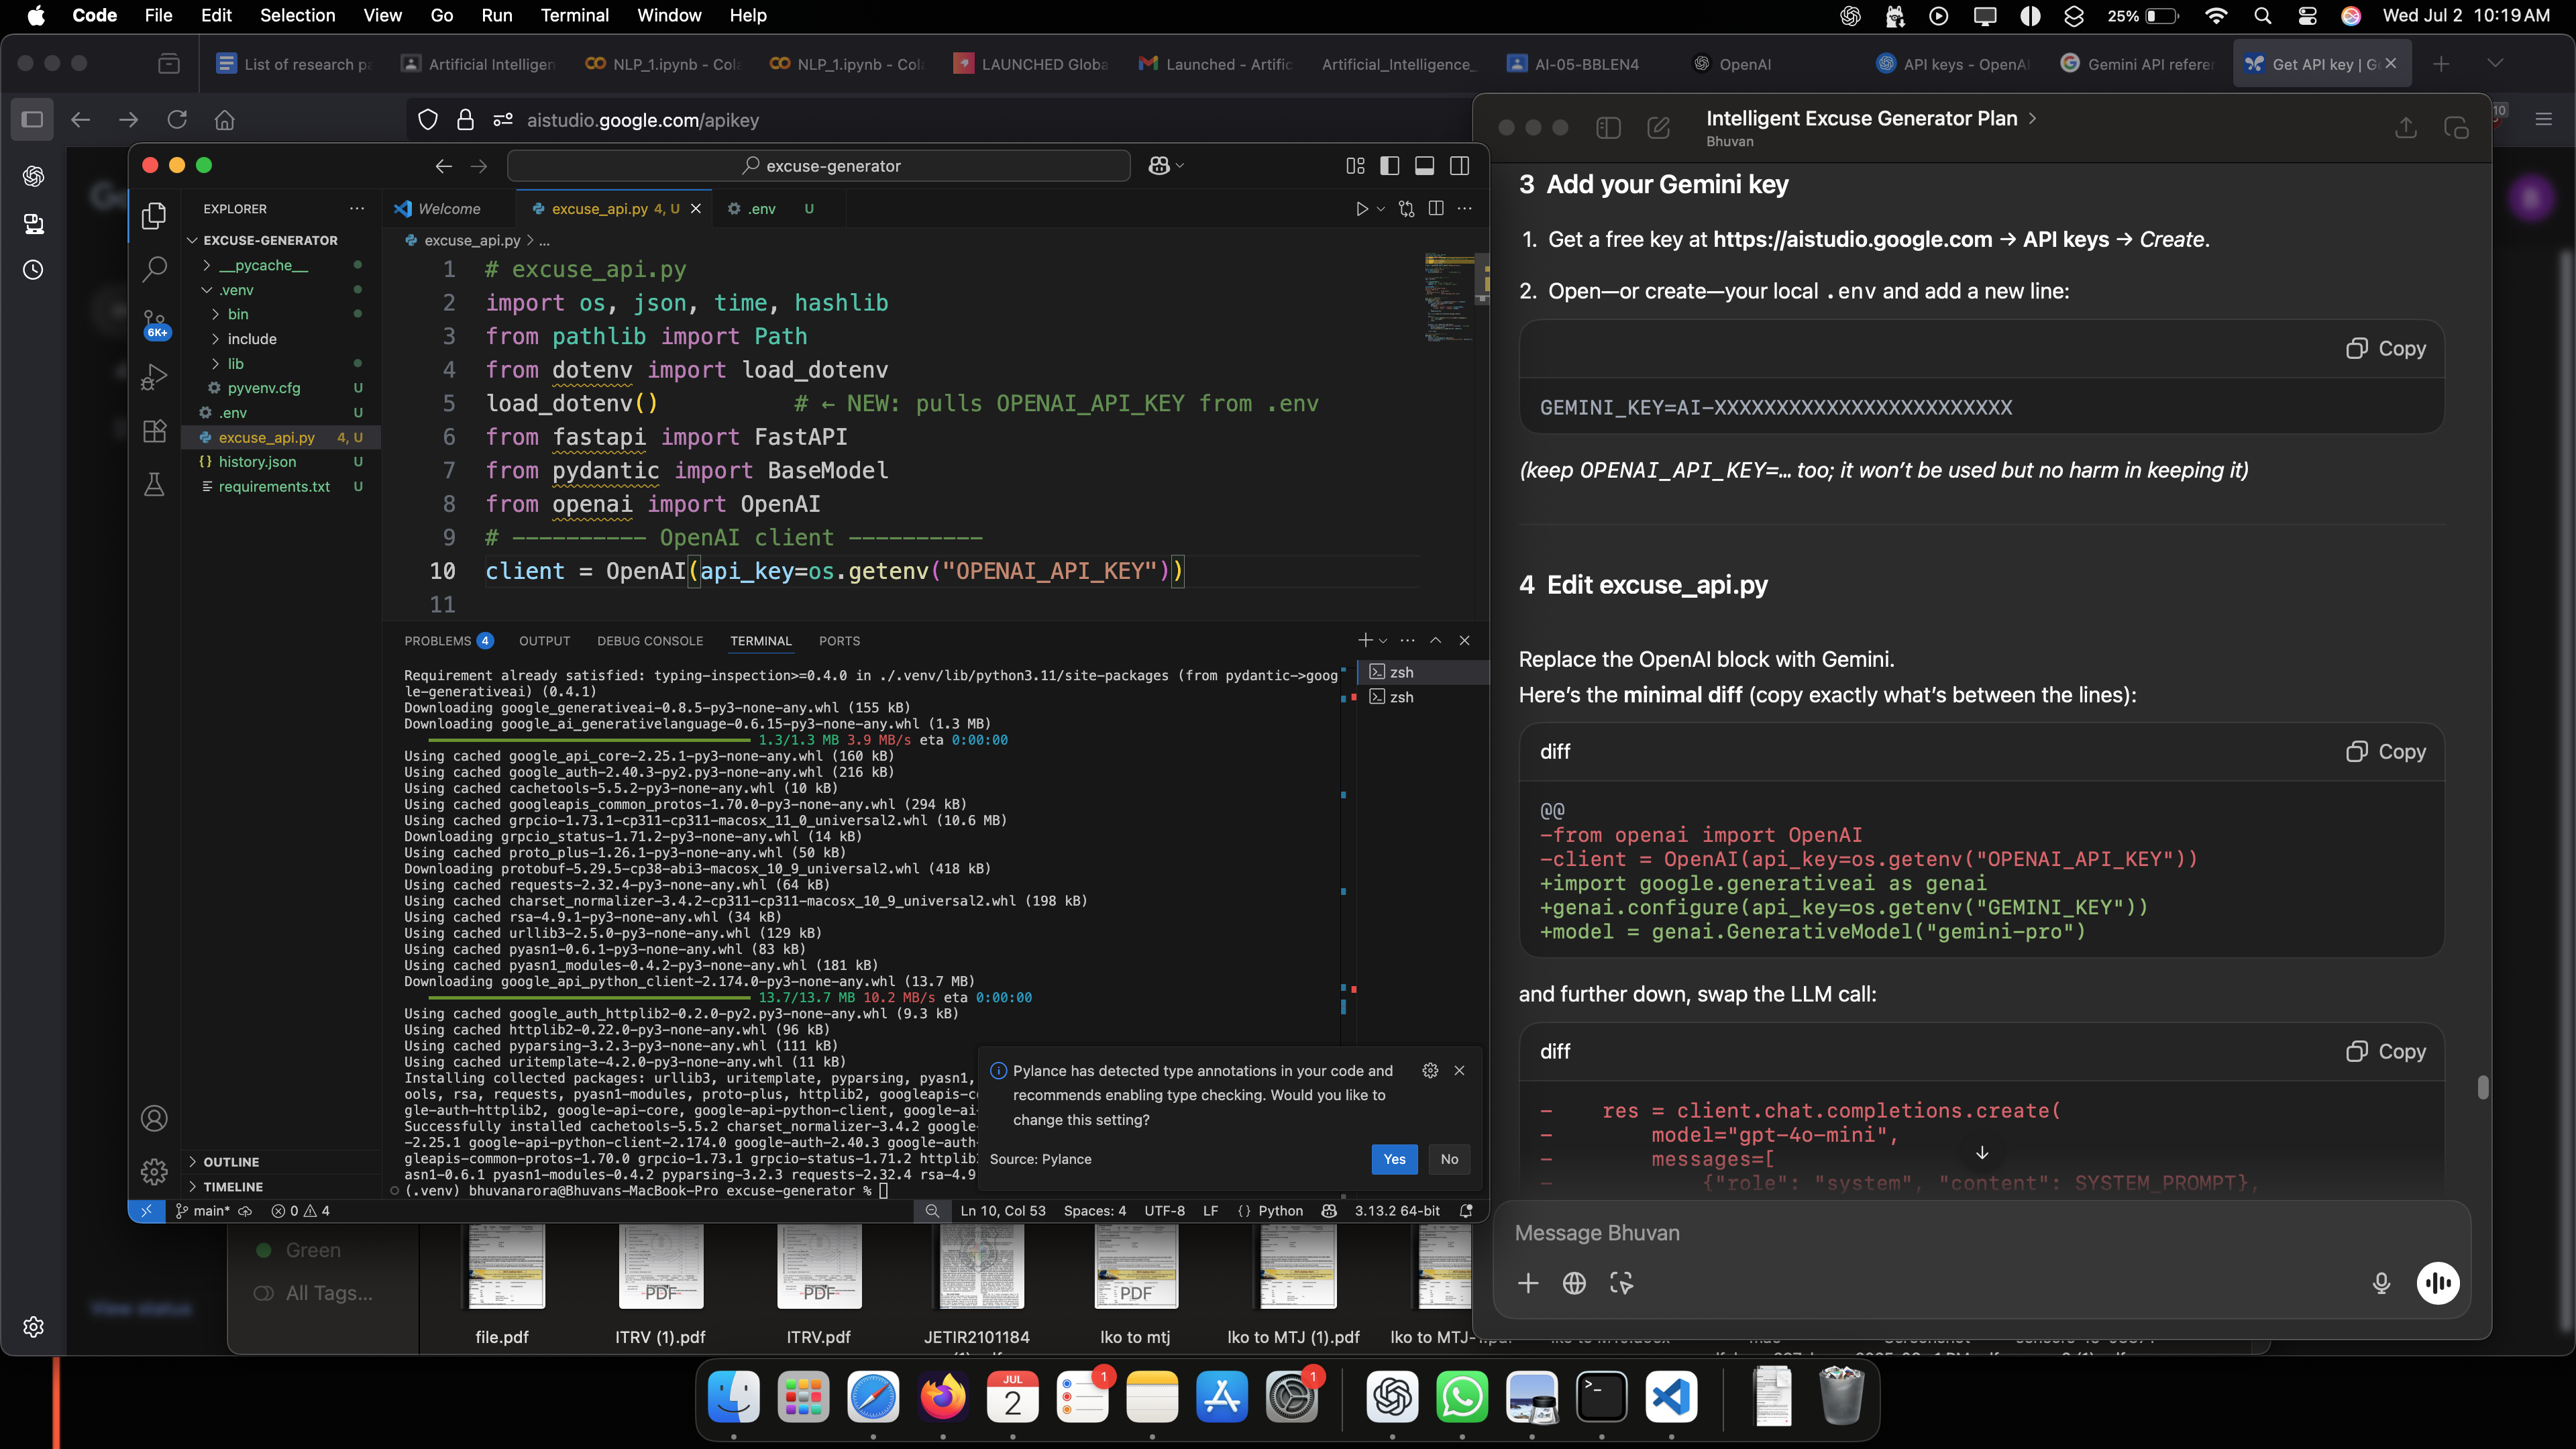 Code File Edit Selection View Go Run Terminal Window Help
25%
Wed Jul 2 10:19 AM
List of research pa
Artificial Intelligen
NLP_1.ipynb - Cola
NLP_1.ipynb - Cola
LAUNCHED Globa
Launched - Artific
Artificial_Intelligence_
AI-05-BBLEN4
OpenAI
API keys - OpenAI
Gemini API referen
Get API key | G
aistudio.google.com/apikey
10
excuse-generator
EXPLORER
EXCUSE-GENERATOR
__pycache__
.venv
bin
include
lib
pyvenv.cfg U
.env U
excuse_api.py 4, U
history.json U
requirements.txt U
6K+
OUTLINE
TIMELINE
Welcome
excuse_api.py 4, U
.env U
excuse_api.py > ...
1 # excuse_api.py
2 import os, json, time, hashlib
3 from pathlib import Path
4 from dotenv import load_dotenv
5 load_dotenv() # ← NEW: pulls OPENAI_API_KEY from .env
6 from fastapi import FastAPI
7 from pydantic import BaseModel
8 from openai import OpenAI
9 # ---------- OpenAI client ----------
10 client = OpenAI(api_key=os.getenv("OPENAI_API_KEY"))
11
PROBLEMS 4 OUTPUT DEBUG CONSOLE TERMINAL PORTS
zsh
zsh
Requirement already satisfied: typing-inspection>=0.4.0 in ./.venv/lib/python3.11/site-packages (from pydantic->goog
le-generativeai) (0.4.1)
Downloading google_generativeai-0.8.5-py3-none-any.whl (155 kB)
Downloading google_ai_generativelanguage-0.6.15-py3-none-any.whl (1.3 MB)
1.3/1.3 MB 3.9 MB/s eta 0:00:00
Using cached google_api_core-2.25.1-py3-none-any.whl (160 kB)
Using cached google_auth-2.40.3-py2.py3-none-any.whl (216 kB)
Using cached cachetools-5.5.2-py3-none-any.whl (10 kB)
Using cached googleapis_common_protos-1.70.0-py3-none-any.whl (294 kB)
Using cached grpcio-1.73.1-cp311-cp311-macosx_11_0_universal2.whl (10.6 MB)
Downloading grpcio_status-1.71.2-py3-none-any.whl (14 kB)
Using cached proto_plus-1.26.1-py3-none-any.whl (50 kB)
Downloading protobuf-5.29.5-cp38-abi3-macosx_10_9_universal2.whl (418 kB)
Using cached requests-2.32.4-py3-none-any.whl (64 kB)
Using cached charset_normalizer-3.4.2-cp311-cp311-macosx_10_9_universal2.whl (198 kB)
Using cached rsa-4.9.1-py3-none-any.whl (34 kB)
Using cached urllib3-2.5.0-py3-none-any.whl (129 kB)
Using cached pyasn1-0.6.1-py3-none-any.whl (83 kB)
Using cached pyasn1_modules-0.4.2-py3-none-any.whl (181 kB)
Downloading google_api_python_client-2.174.0-py3-none-any.whl (13.7 MB)
13.7/13.7 MB 10.2 MB/s eta 0:00:00
Using cached google_auth_httplib2-0.2.0-py2.py3-none-any.whl (9.3 kB)
Using cached httplib2-0.22.0-py3-none-any.whl (96 kB)
Using cached pyparsing-3.2.3-py3-none-any.whl (111 kB)
Using cached uritemplate-4.2.0-py3-none-any.whl (11 kB)
Installing collected packages: urllib3, uritemplate, pyparsing, pyasn1,
ools, rsa, requests, pyasn1-modules, proto-plus, httplib2, googleapis-c
gle-auth-httplib2, google-api-core, google-api-python-client, google-ai-
Successfully installed cachetools-5.5.2 charset_normalizer-3.4.2 google-
-2.25.1 google-api-python-client-2.174.0 google-auth-2.40.3 google-auth-
gleapis-common-protos-1.70.0 grpcio-1.73.1 grpcio-status-1.71.2 httplib
asn1-0.6.1 pyasn1-modules-0.4.2 pyparsing-3.2.3 requests-2.32.4 rsa-4.9
(.venv) bhuvanarora@Bhuvans-MacBook-Pro excuse-generator %
Pylance has detected type annotations in your code and
recommends enabling type checking. Would you like to
change this setting?
Source: Pylance
Yes No
main* 0 4
Ln 10, Col 53 Spaces: 4 UTF-8 LF {} Python 3.13.2 64-bit
Intelligent Excuse Generator Plan >
Bhuvan
3 Add your Gemini key
1. Get a free key at https://aistudio.google.com → API keys → Create.
2. Open—or create—your local .env and add a new line:
Copy
GEMINI_KEY=AI-XXXXXXXXXXXXXXXXXXXXXXXX
(keep OPENAI_API_KEY=… too; it won’t be used but no harm in keeping it)
4 Edit excuse_api.py
Replace the OpenAI block with Gemini.
Here’s the minimal diff (copy exactly what’s between the lines):
diff Copy
@@
-from openai import OpenAI
-client = OpenAI(api_key=os.getenv("OPENAI_API_KEY"))
+import google.generativeai as genai
+genai.configure(api_key=os.getenv("GEMINI_KEY"))
+model = genai.GenerativeModel("gemini-pro")
and further down, swap the LLM call:
diff Copy
- res = client.chat.completions.create(
- model="gpt-4o-mini",
- messages=[
- {"role": "system", "content": SYSTEM_PROMPT},
Message Bhuvan
View status
Green
All Tags...
PDF
PDF
PDF
file.pdf
ITRV (1).pdf
ITRV.pdf
JETIR2101184
lko to mtj
lko to MTJ (1).pdf
JUL
2
1
1